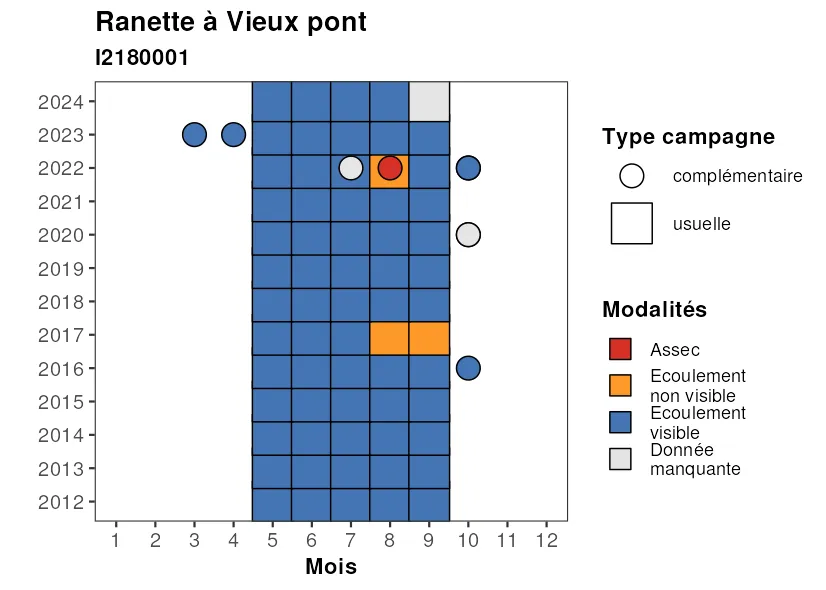 Ranette à Vieux pont
I2180001
2024
2023
2022
2021
2020
2019
2018
2017
2016
2015
2014
2013
2012
1 2 3 4 5 6 7 8 9 10 11 12
Mois
Type campagne
complémentaire
usuelle
Modalités
Assec
Ecoulement
non visible
Ecoulement
visible
Donnée
manquante